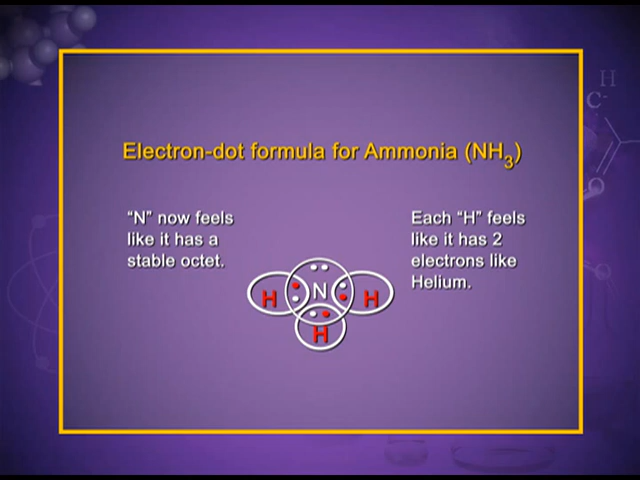 Electron-dot formula for Ammonia (NH3)
“N” now feels
like it has a
stable octet.
Each “H” feels
like it has 2
electrons like
Helium.
H N H
H
H
C-
O